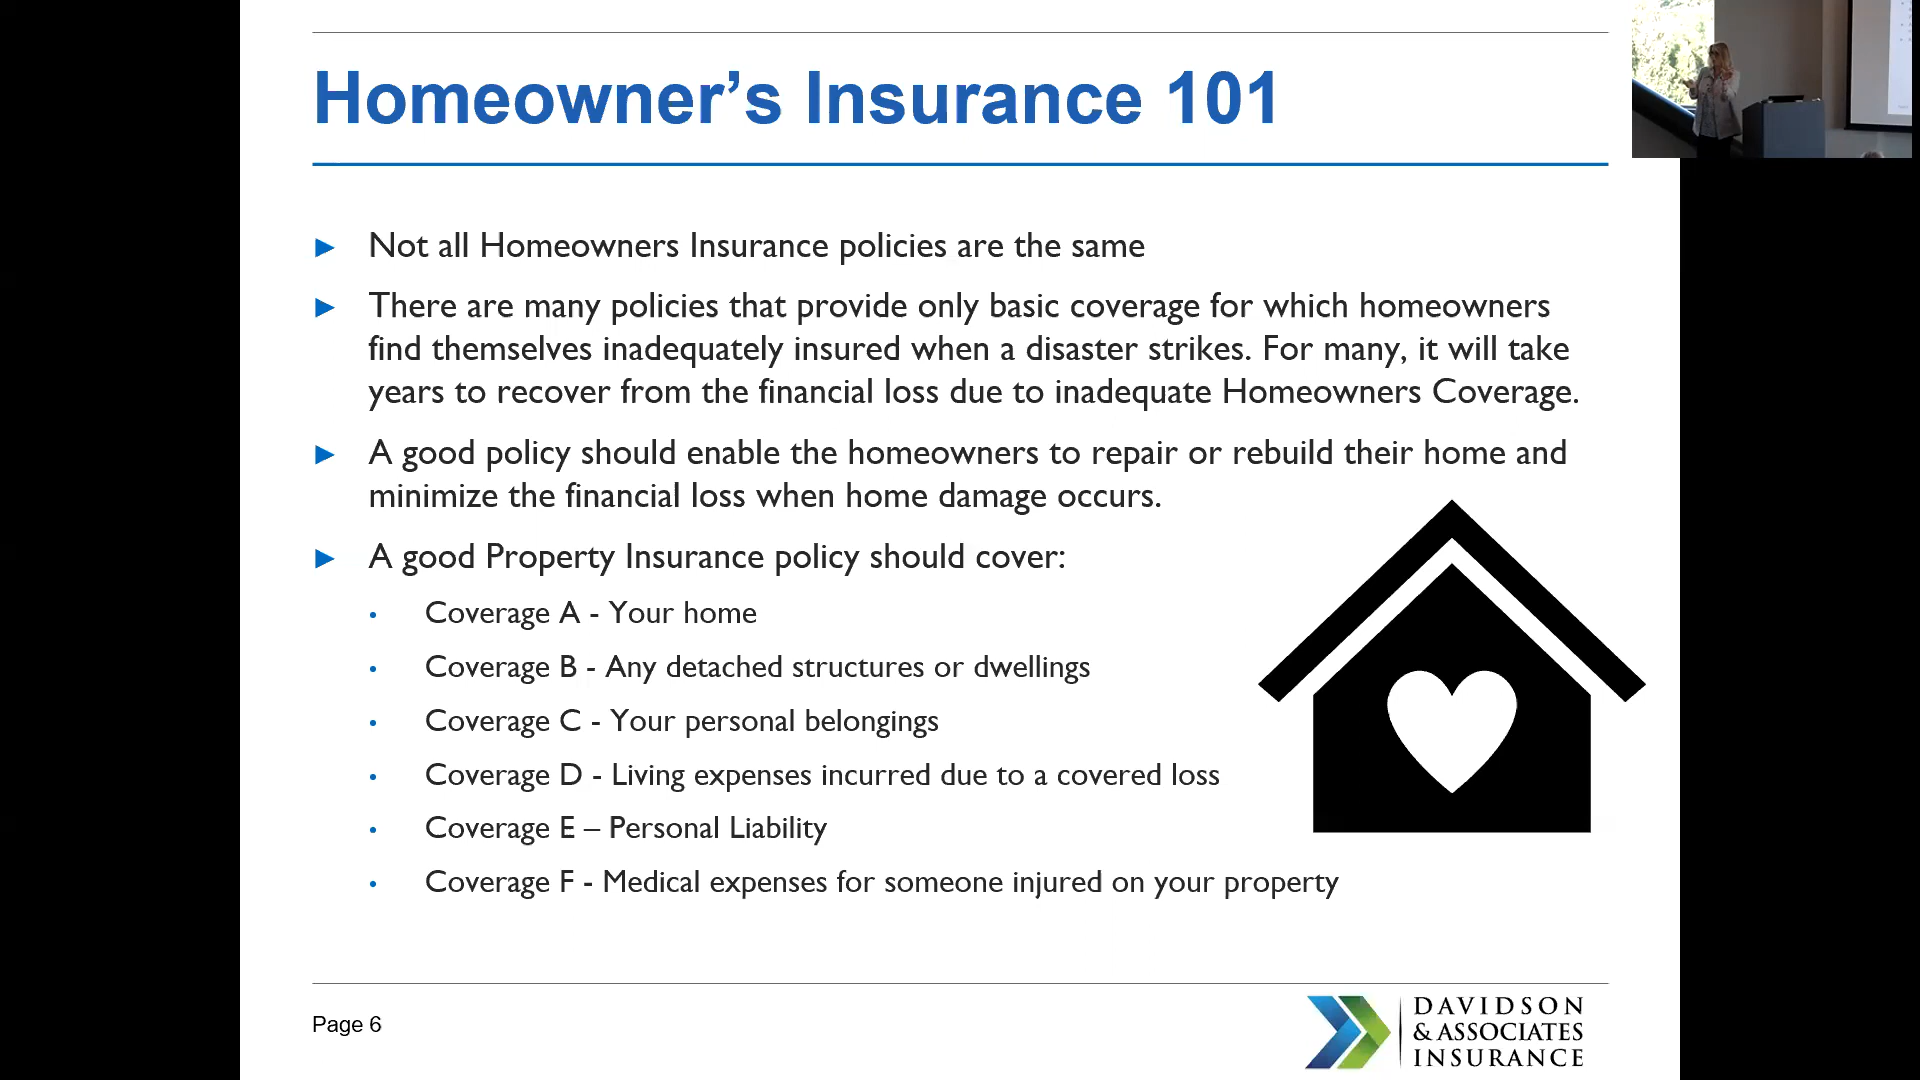 Homeowner’s Insurance 101
► Not all Homeowners Insurance policies are the same
► There are many policies that provide only basic coverage for which homeowners
find themselves inadequately insured when a disaster strikes. For many, it will take
years to recover from the financial loss due to inadequate Homeowners Coverage.
► A good policy should enable the homeowners to repair or rebuild their home and
minimize the financial loss when home damage occurs.
► A good Property Insurance policy should cover:
• Coverage A - Your home
• Coverage B - Any detached structures or dwellings
• Coverage C - Your personal belongings
• Coverage D - Living expenses incurred due to a covered loss
• Coverage E – Personal Liability
• Coverage F - Medical expenses for someone injured on your property
Page 6
DAVIDSON
& ASSOCIATES
INSURANCE